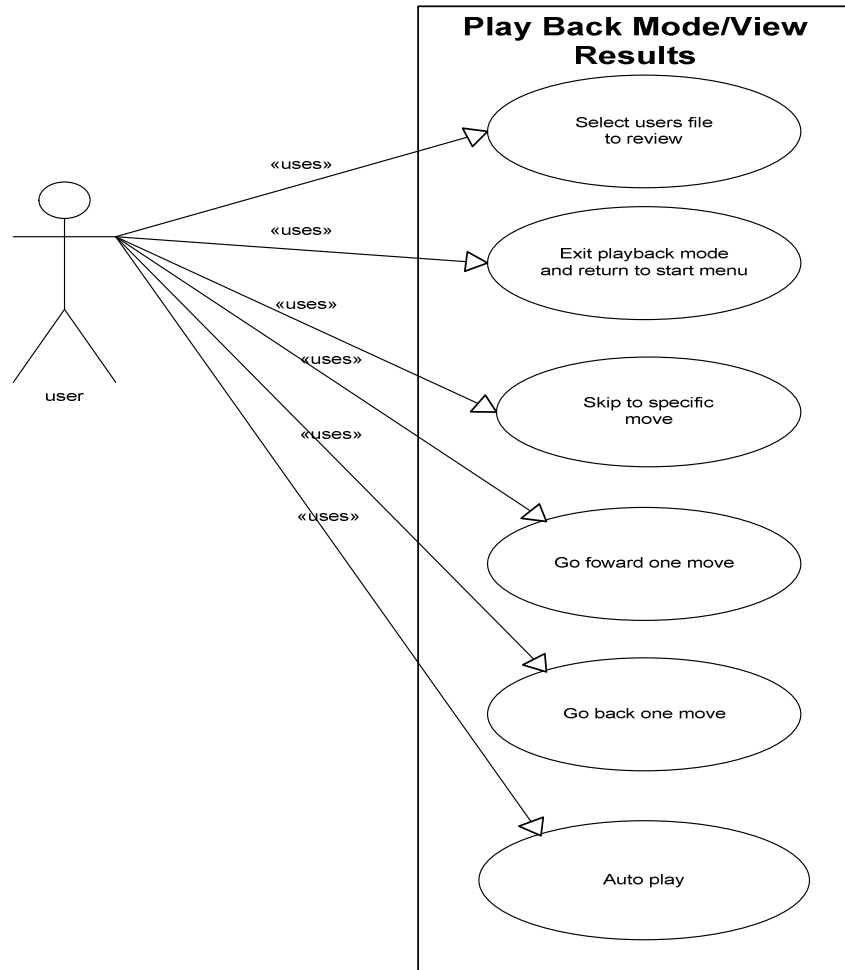 Play Back Mode/View
Results
Select users file
to review
«uses»
«uses»
Exit playback mode
and return to start menu
«uses»
«uses»
Skip to specific
move
user
«uses»
«uses»
Go foward one move
Go back one move
Auto play